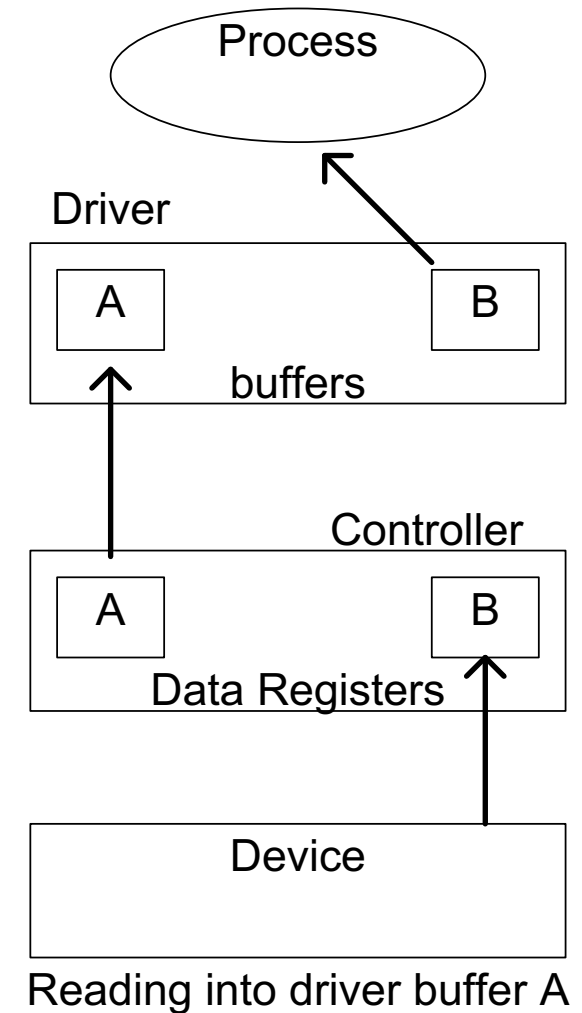 Process
Driver
A B
buffers
Controller
A B
Data Registers
Device
Reading into driver buffer A